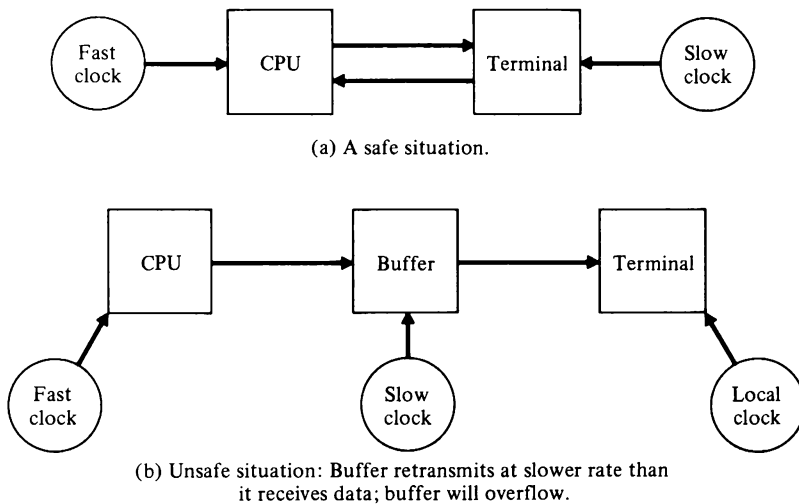 Fast
clock
CPU
Terminal
Slow
clock
(a) A safe situation.
CPU
Buffer
Terminal
Fast
clock
Slow
clock
Local
clock
(b) Unsafe situation: Buffer retransmits at slower rate than
it receives data; buffer will overflow.